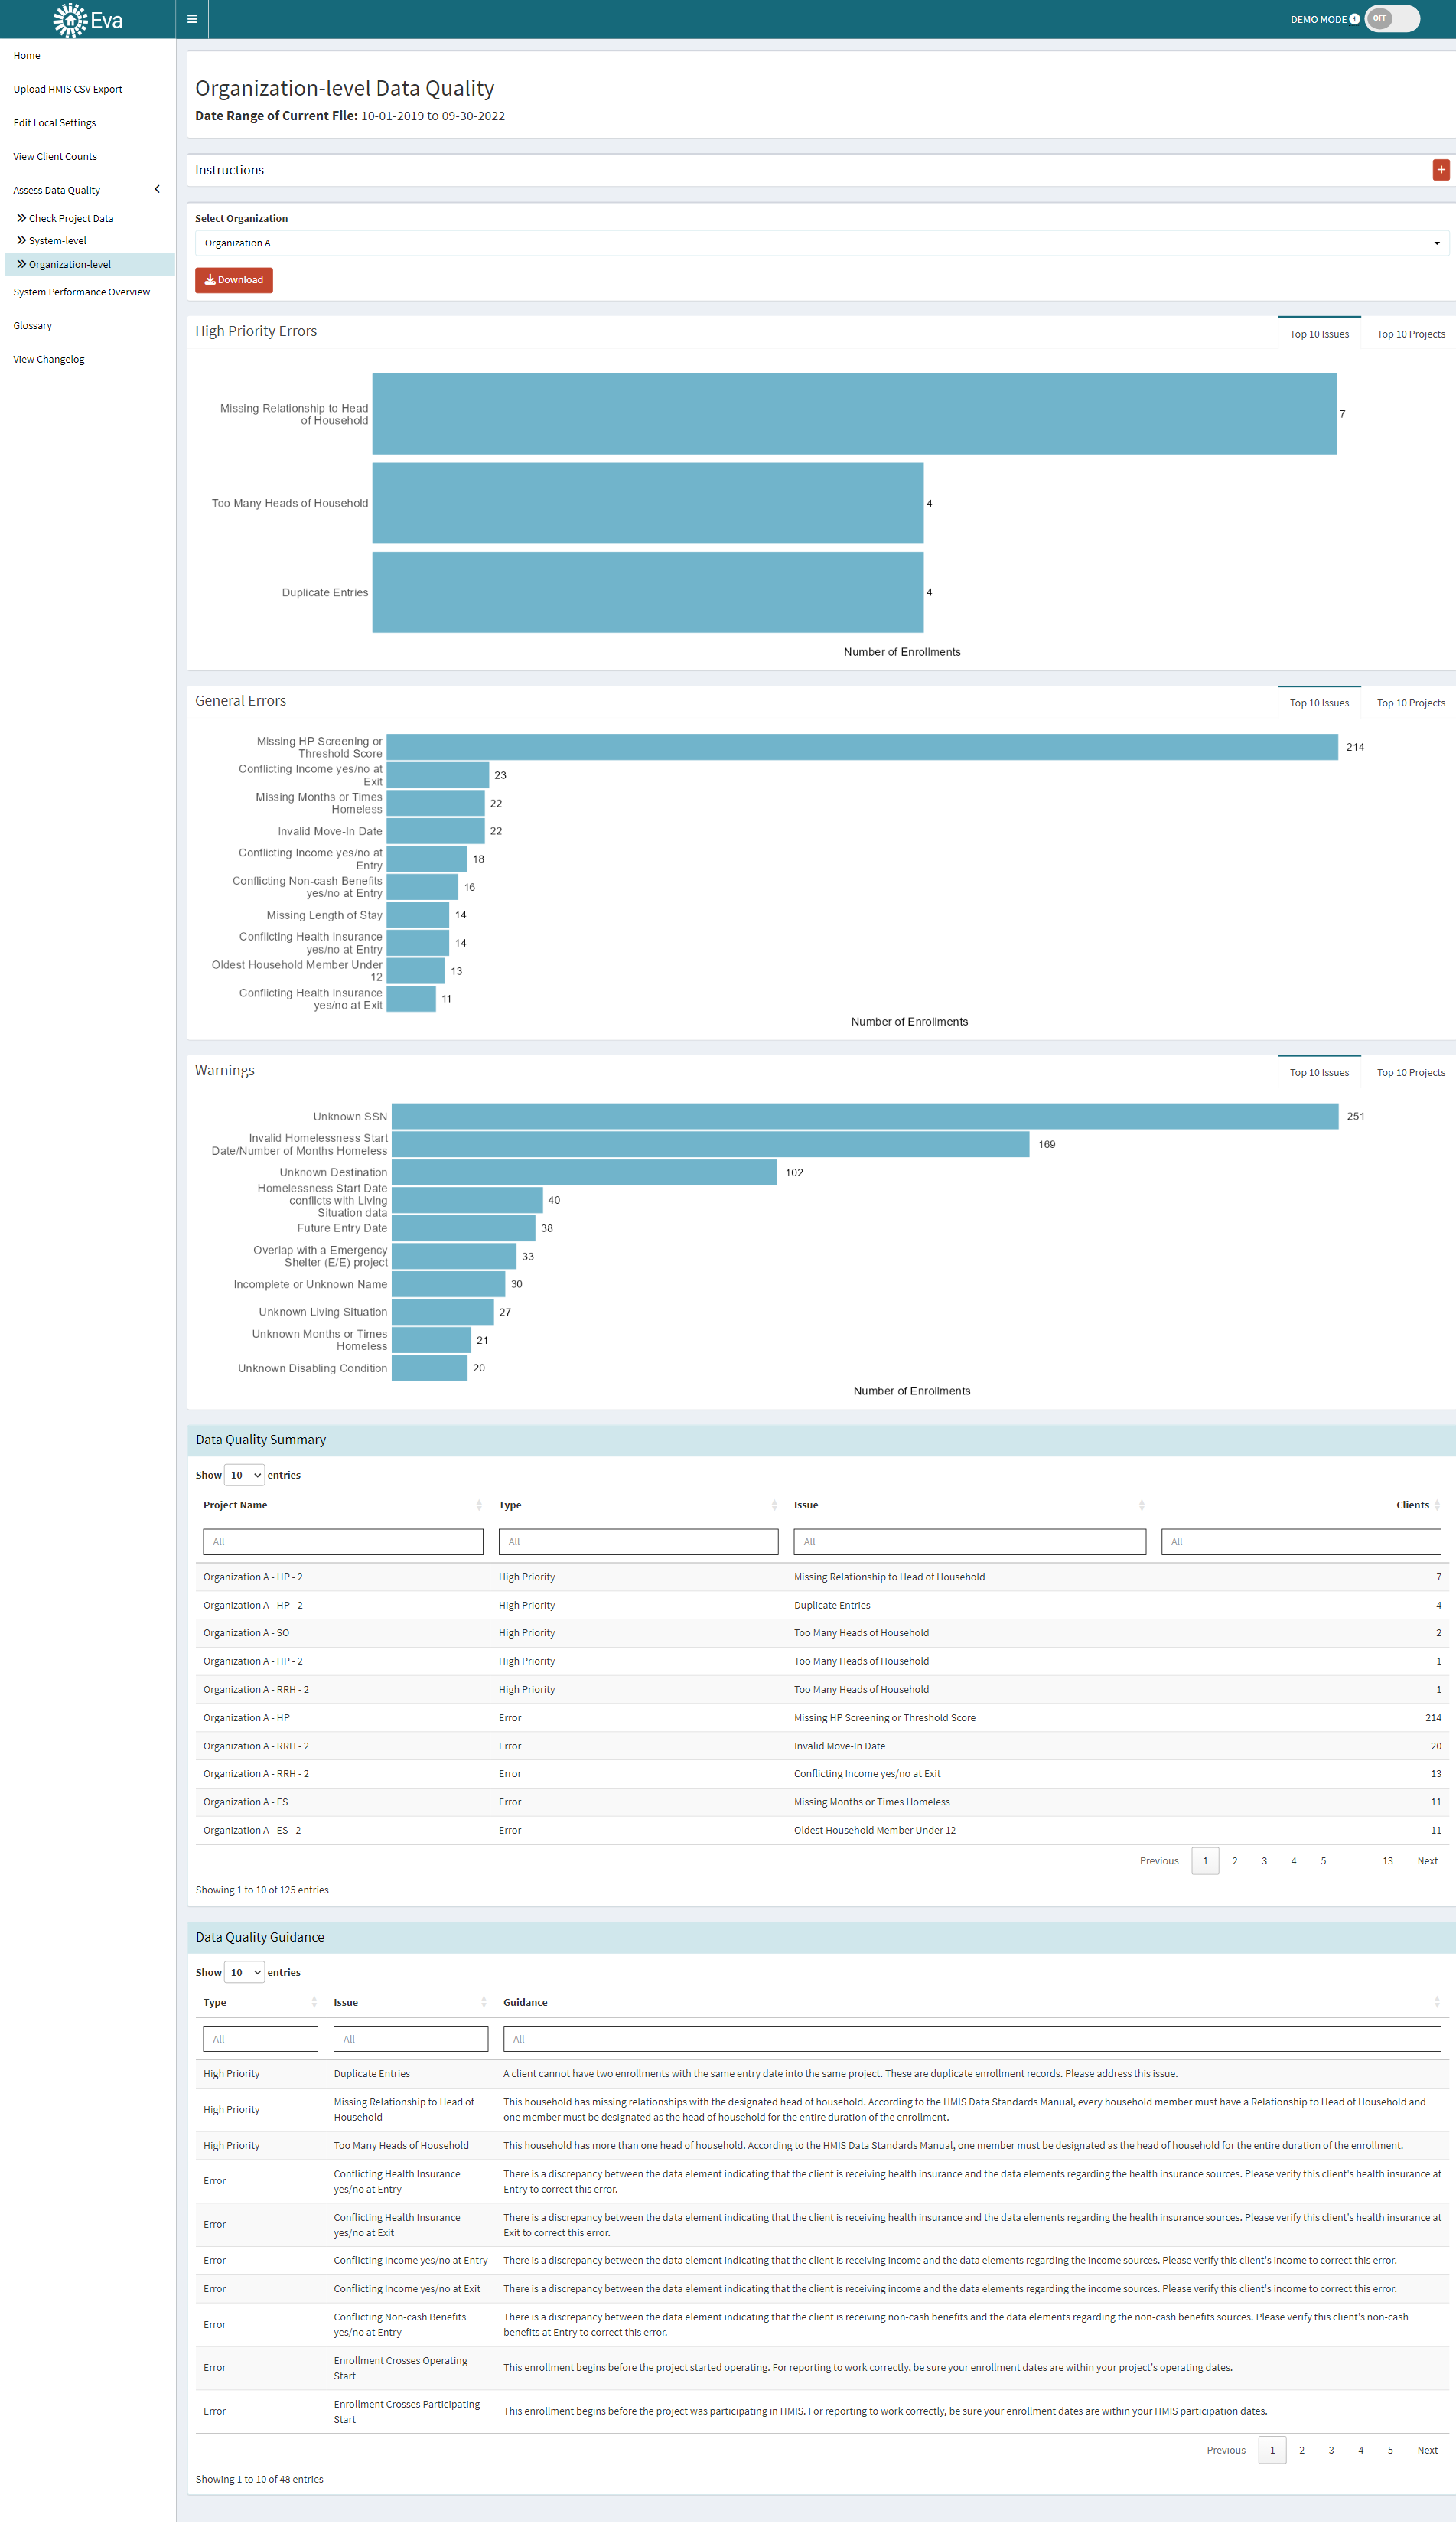 Eva
DEMO MODE i OFF
Home
Upload HMIS CSV Export
Edit Local Settings
View Client Counts
Assess Data Quality
Check Project Data
System-level
Organization-level
System Performance Overview
Glossary
View Changelog
Organization-level Data Quality
Date Range of Current File: 10-01-2019 to 09-30-2022
Instructions
+
Select Organization
Organization A
Download
High Priority Errors
Top 10 Issues Top 10 Projects
Missing Relationship to Head
of Household
7
Too Many Heads of Household
4
Duplicate Entries
4
Number of Enrollments
General Errors
Top 10 Issues Top 10 Projects
Missing HP Screening or
Threshold Score
214
Conflicting Income yes/no at
Exit
23
Missing Months or Times
Homeless
22
Invalid Move-In Date
22
Conflicting Income yes/no at
Entry
18
Conflicting Non-cash Benefits
yes/no at Entry
16
Missing Length of Stay
14
Conflicting Health Insurance
yes/no at Entry
14
Oldest Household Member Under
12
13
Conflicting Health Insurance
yes/no at Exit
11
Number of Enrollments
Warnings
Top 10 Issues Top 10 Projects
Unknown SSN
251
Invalid Homelessness Start
Date/Number of Months Homeless
169
Unknown Destination
102
Homelessness Start Date
conflicts with Living
Situation data
40
Future Entry Date
38
Overlap with a Emergency
Shelter (E/E) project
33
Incomplete or Unknown Name
30
Unknown Living Situation
27
Unknown Months or Times
Homeless
21
Unknown Disabling Condition
20
Number of Enrollments
Data Quality Summary
Show 10 entries
Project Name Type Issue Clients
All All All All
Organization A - HP - 2 High Priority Missing Relationship to Head of Household 7
Organization A - HP - 2 High Priority Duplicate Entries 4
Organization A - SO High Priority Too Many Heads of Household 2
Organization A - HP - 2 High Priority Too Many Heads of Household 1
Organization A - RRH - 2 High Priority Too Many Heads of Household 1
Organization A - HP Error Missing HP Screening or Threshold Score 214
Organization A - RRH - 2 Error Invalid Move-In Date 20
Organization A - RRH - 2 Error Conflicting Income yes/no at Exit 13
Organization A - ES Error Missing Months or Times Homeless 11
Organization A - ES - 2 Error Oldest Household Member Under 12 11
Previous 1 2 3 4 5 … 13 Next
Showing 1 to 10 of 125 entries
Data Quality Guidance
Show 10 entries
Type Issue Guidance
All All All
High Priority Duplicate Entries A client cannot have two enrollments with the same entry date into the same project. These are duplicate enrollment records. Please address this issue.
High Priority
Missing Relationship to Head of
Household
This household has missing relationships with the designated head of household. According to the HMIS Data Standards Manual, every household member must have a Relationship to Head of Household and
one member must be designated as the head of household for the entire duration of the enrollment.
High Priority Too Many Heads of Household This household has more than one head of household. According to the HMIS Data Standards Manual, one member must be designated as the head of household for the entire duration of the enrollment.
Error
Conflicting Health Insurance
yes/no at Entry
There is a discrepancy between the data element indicating that the client is receiving health insurance and the data elements regarding the health insurance sources. Please verify this client's health insurance at
Entry to correct this error.
Error
Conflicting Health Insurance
yes/no at Exit
There is a discrepancy between the data element indicating that the client is receiving health insurance and the data elements regarding the health insurance sources. Please verify this client's health insurance at
Exit to correct this error.
Error Conflicting Income yes/no at Entry There is a discrepancy between the data element indicating that the client is receiving income and the data elements regarding the income sources. Please verify this client's income to correct this error.
Error Conflicting Income yes/no at Exit There is a discrepancy between the data element indicating that the client is receiving income and the data elements regarding the income sources. Please verify this client's income to correct this error.
Error
Conflicting Non-cash Benefits
yes/no at Entry
There is a discrepancy between the data element indicating that the client is receiving non-cash benefits and the data elements regarding the non-cash benefits sources. Please verify this client's non-cash
benefits at Entry to correct this error.
Error
Enrollment Crosses Operating
Start
This enrollment begins before the project started operating. For reporting to work correctly, be sure your enrollment dates are within your project's operating dates.
Error
Enrollment Crosses Participating
Start
This enrollment begins before the project was participating in HMIS. For reporting to work correctly, be sure your enrollment dates are within your HMIS participation dates.
Previous 1 2 3 4 5 Next
Showing 1 to 10 of 48 entries